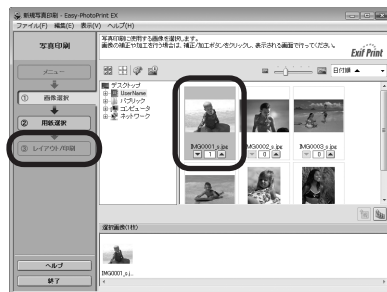 新規写真印刷 - Easy-PhotoPrint EX
ファイル(F) 編集(E) 表示(V) ヘルプ(H)
写真印刷
写真印刷に使用する画像を選択します。
画像の補正や加工を行う場合は、補正/加工ボタンをクリックし、表示される画面で行ってください。
Exif Print
メニュー
日付順
① 画像選択
② 用紙選択
③ レイアウト/印刷
デスクトップ
UserName
パブリック
コンピュータ
ネットワーク
IMG0001_s.jpg
IMG0002_s.jpg
IMG0003_s.jpg
1
0
0
0
0
0
選択画像(1枚)
IMG0001_s.j..
ヘルプ
終了